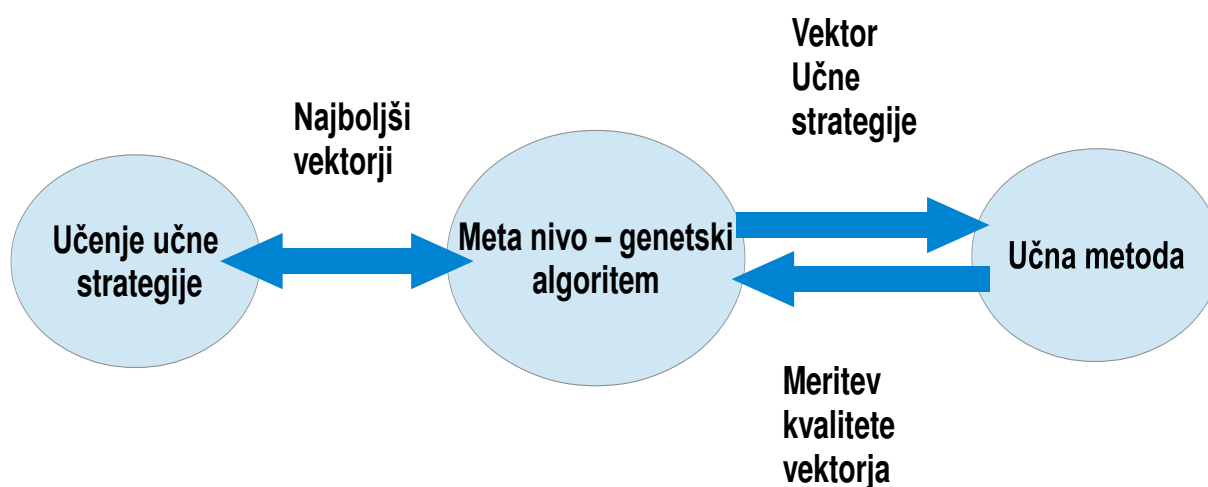 Učenje učne
strategije
Najboljši
vektorji
Meta nivo – genetski
algoritem
Vektor
Učne
strategije
Učna metoda
Meritev
kvalitete
vektorja